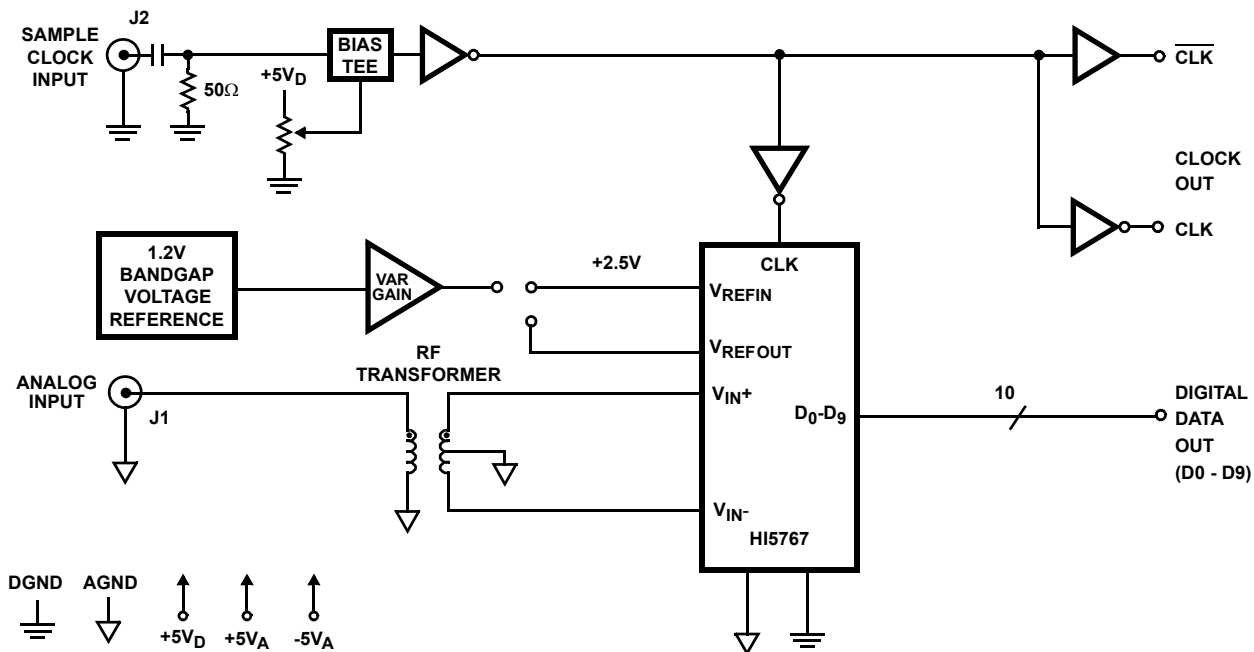 J2
SAMPLE
CLOCK
INPUT
50Ω
+5VD
BIAS
TEE
CLK
CLOCK
OUT
CLK
1.2V
BANDGAP
VOLTAGE
REFERENCE
VAR
GAIN
+2.5V
CLK
VREFIN
VREFOUT
RF
TRANSFORMER
ANALOG
INPUT
J1
VIN+
D0-D9
10
DIGITAL
DATA
OUT
(D0 - D9)
VIN-
HI5767
DGND
AGND
+5VD
+5VA
-5VA